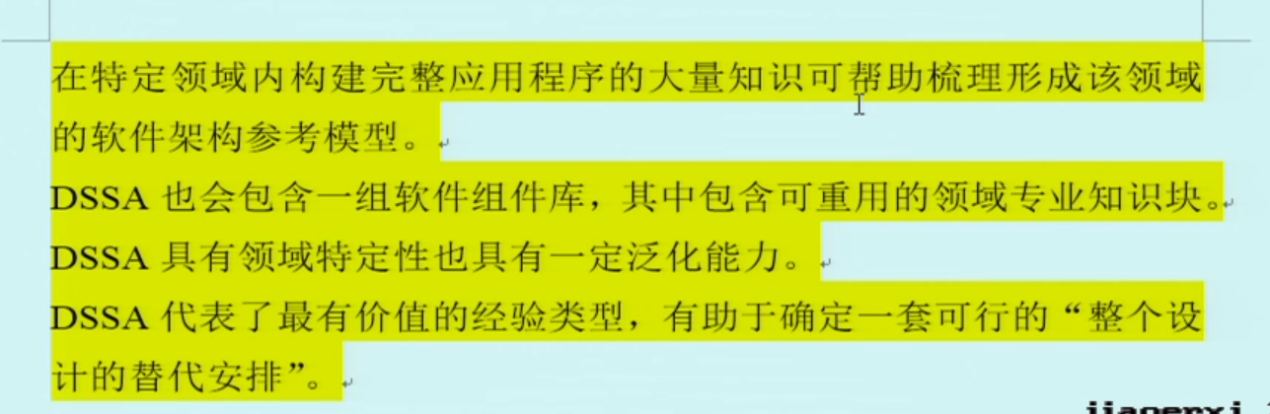 在特定领域内构建完整应用程序的大量知识可帮助梳理形成该领域
的软件架构参考模型。
DSSA 也会包含一组软件组件库，其中包含可重用的领域专业知识块。
DSSA 具有领域特定性也具有一定泛化能力。
DSSA 代表了最有价值的经验类型，有助于确定一套可行的“整个设
计的替代安排”。